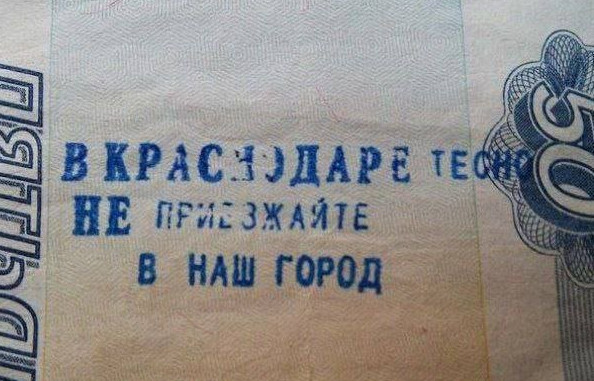 В КРАСНОДАРЕ ТЕСНО
НЕ ПРИЕЗЖАЙТЕ
В НАШ ГОРОД
50